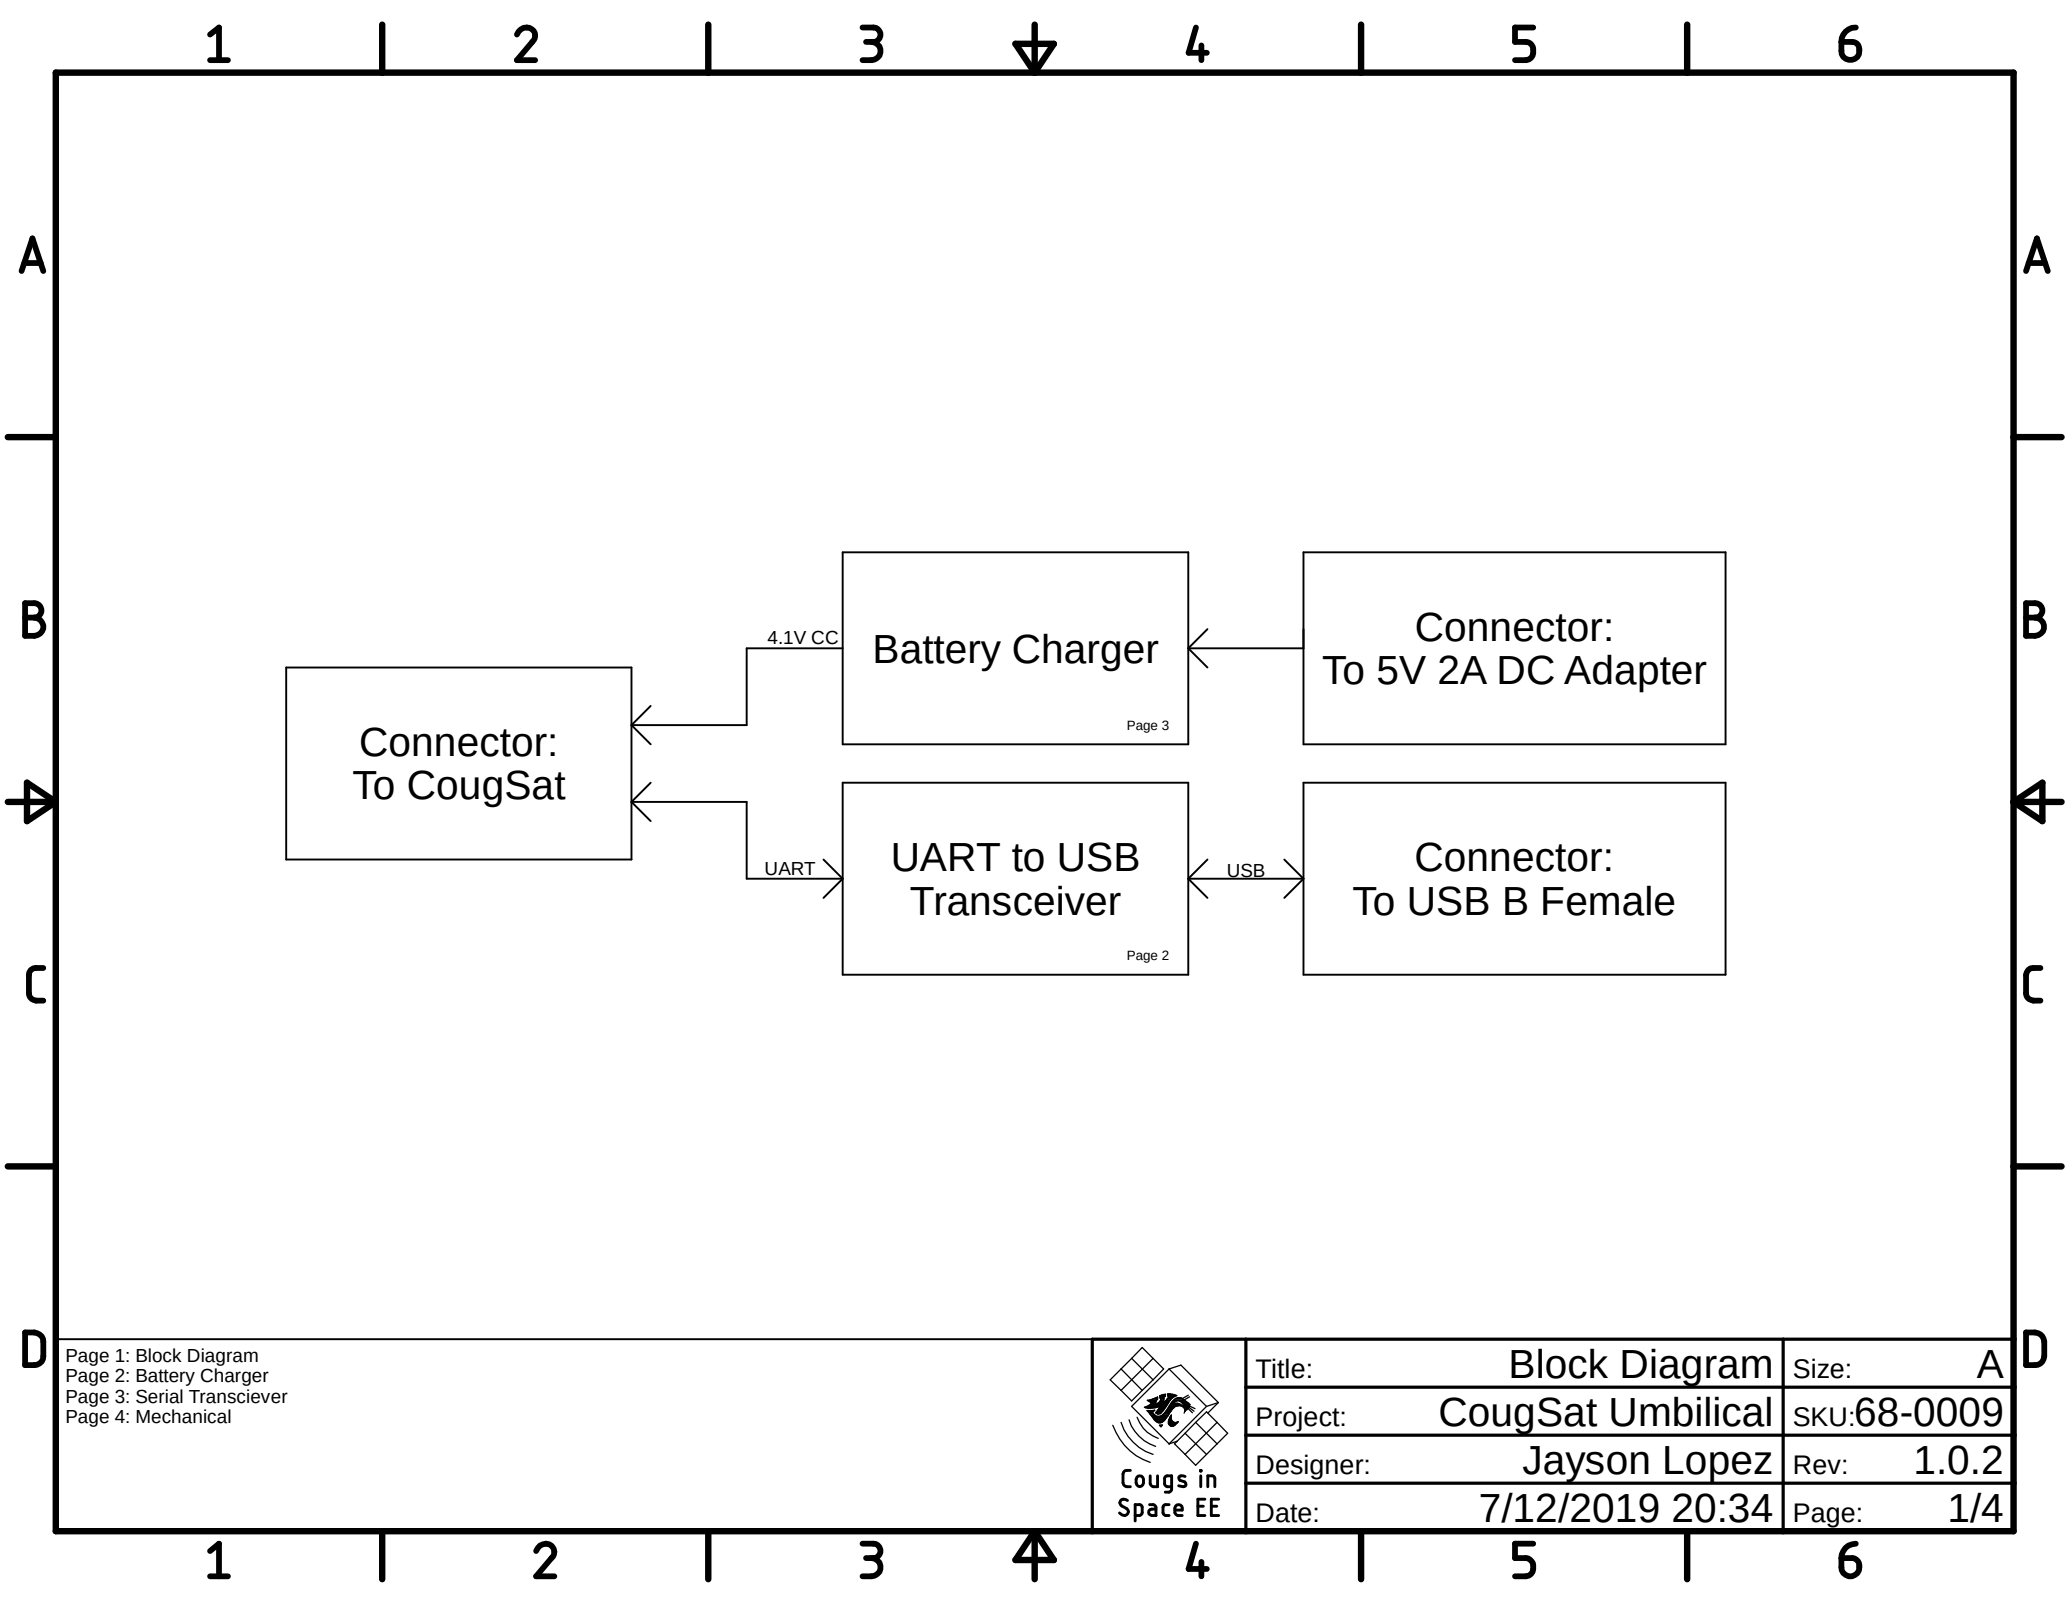 1 2 3 4 5 6
A A
B B
C C
D D
Connector:
To CougSat
4.1V CC
Battery Charger
Page 3
Connector:
To 5V 2A DC Adapter
UART
UART to USB
Transceiver
Page 2
USB
Connector:
To USB B Female
Page 1: Block Diagram
Page 2: Battery Charger
Page 3: Serial Transciever
Page 4: Mechanical
Cougs in
Space EE
Title: Block Diagram
Size: A
Project: CougSat Umbilical
SKU:68-0009
Designer: Jayson Lopez
Rev: 1.0.2
Date: 7/12/2019 20:34
Page: 1/4
1 2 3 4 5 6